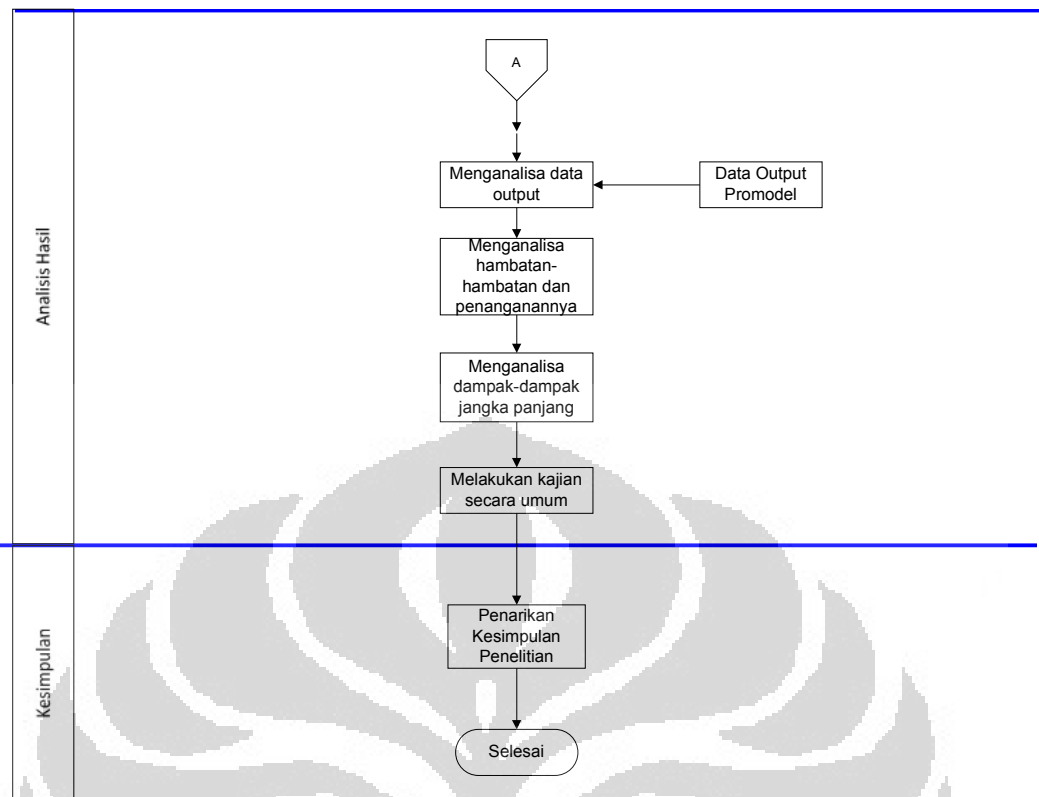 A
Analisis Hasil
Menganalisa data
output
Data Output
Promodel
Menganalisa
hambatan-
hambatan dan
penanganannya
Menganalisa
dampak-dampak
jangka panjang
Melakukan kajian
secara umum
Kesimpulan
Penarikan
Kesimpulan
Penelitian
Selesai